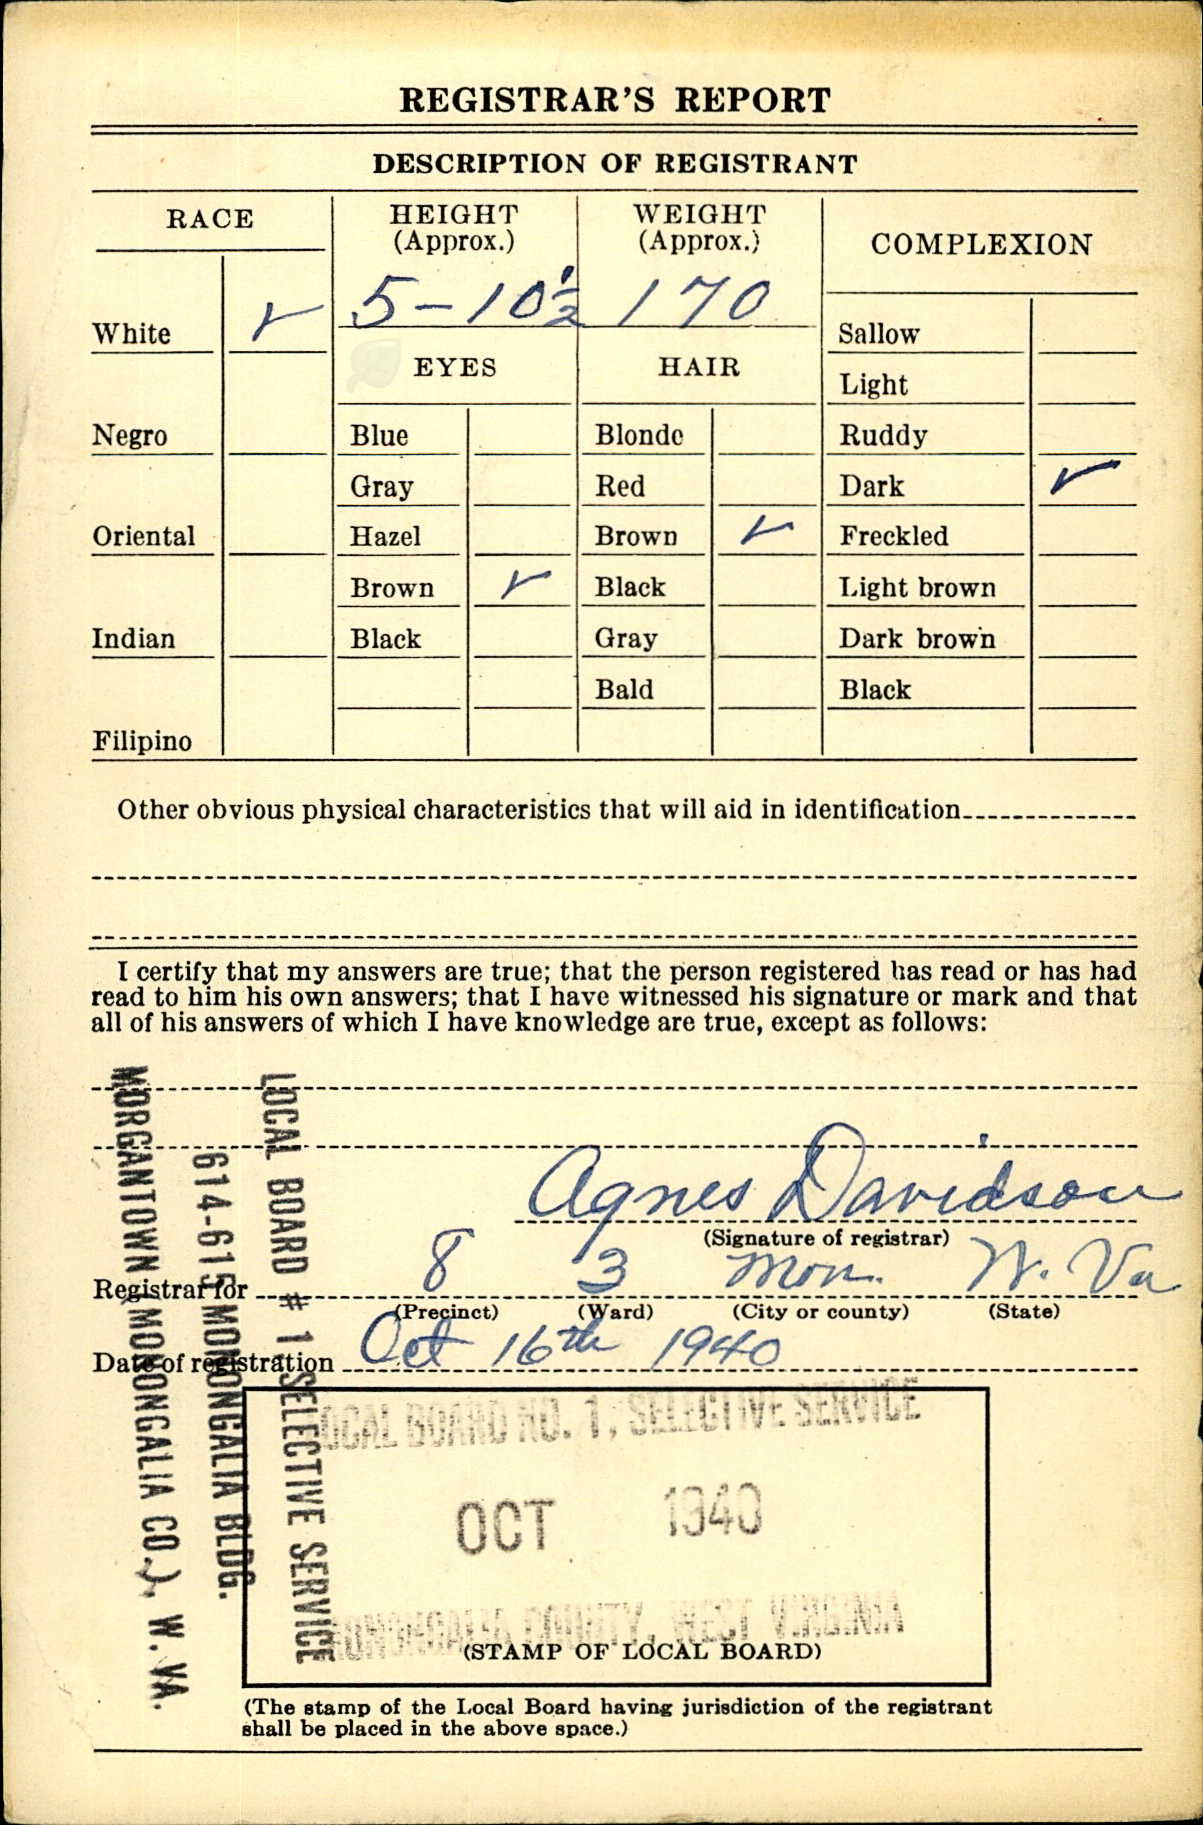 REGISTRAR'S REPORT
DESCRIPTION OF REGISTRANT
RACE
HEIGHT
(Approx.)
WEIGHT
(Approx.)
COMPLEXION
5-10½
170
White ✓
Sallow
EYES
HAIR
Light
Negro
Blue
Blonde
Ruddy
Gray
Red
Dark ✓
Oriental
Hazel
Brown ✓
Freckled
Brown ✓
Black
Light brown
Indian
Black
Gray
Dark brown
Bald
Black
Filipino
Other obvious physical characteristics that will aid in identification
I certify that my answers are true; that the person registered has read or has had
read to him his own answers; that I have witnessed his signature or mark and that
all of his answers of which I have knowledge are true, except as follows:
Agnes Davidson
(Signature of registrar)
Registrar for 8 3 Mon. W. Va
(Precinct) (Ward) (City or county) (State)
Date of registration Oct 16th 1940
LOCAL BOARD # 1 SELECTIVE SERVICE
614-615 MONONGALIA BLDG.
MORGANTOWN (MONONGALIA CO.), W. VA.
LOCAL BOARD NO. 1, SELECTIVE SERVICE
OCT 1940
MONONGALIA COUNTY, WEST VIRGINIA
(STAMP OF LOCAL BOARD)
(The stamp of the Local Board having jurisdiction of the registrant
shall be placed in the above space.)